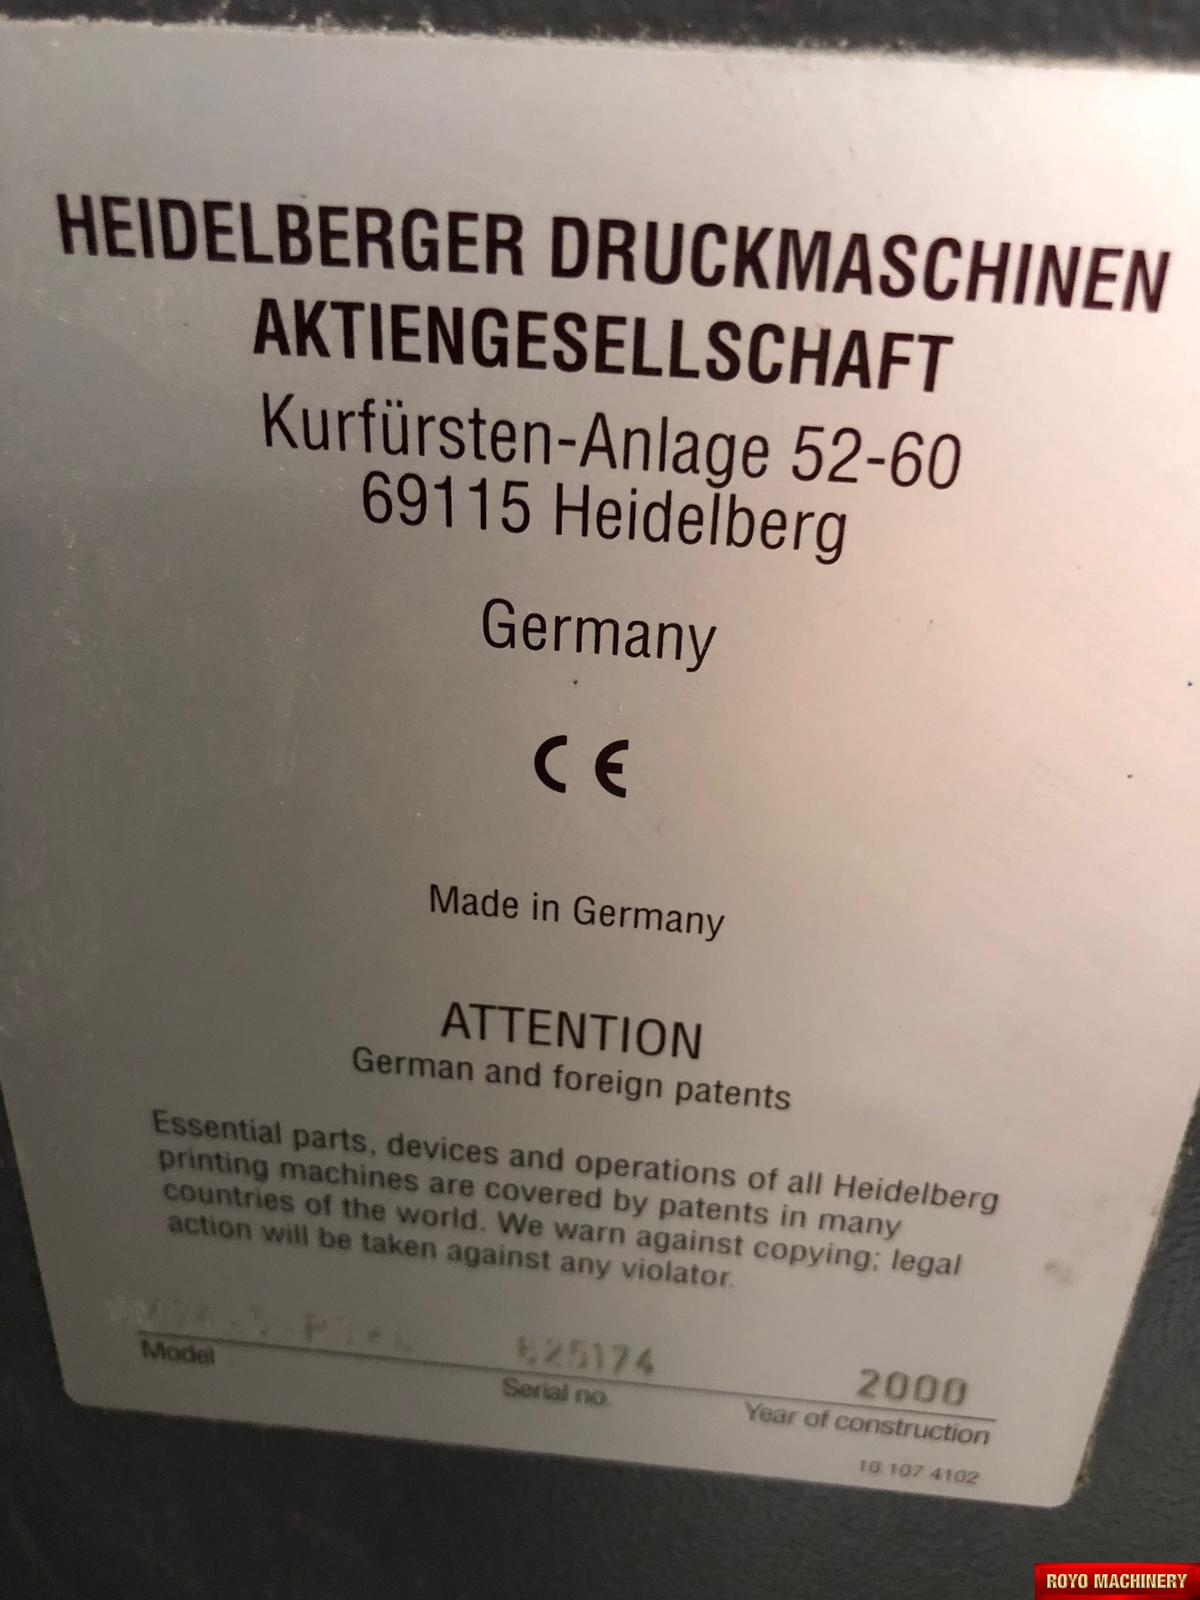 HEIDELBERGER DRUCKMASCHINEN
AKTIENGESELLSCHAFT
Kurfürsten-Anlage 52-60
69115 Heidelberg
Germany
CE
Made in Germany
ATTENTION
German and foreign patents
Essential parts, devices and operations of all Heidelberg
printing machines are covered by patents in many
countries of the world. We warn against copying; legal
action will be taken against any violator.
625174 2000
Model Serial no. Year of construction
10.107 4102
ROYO MACHINERY